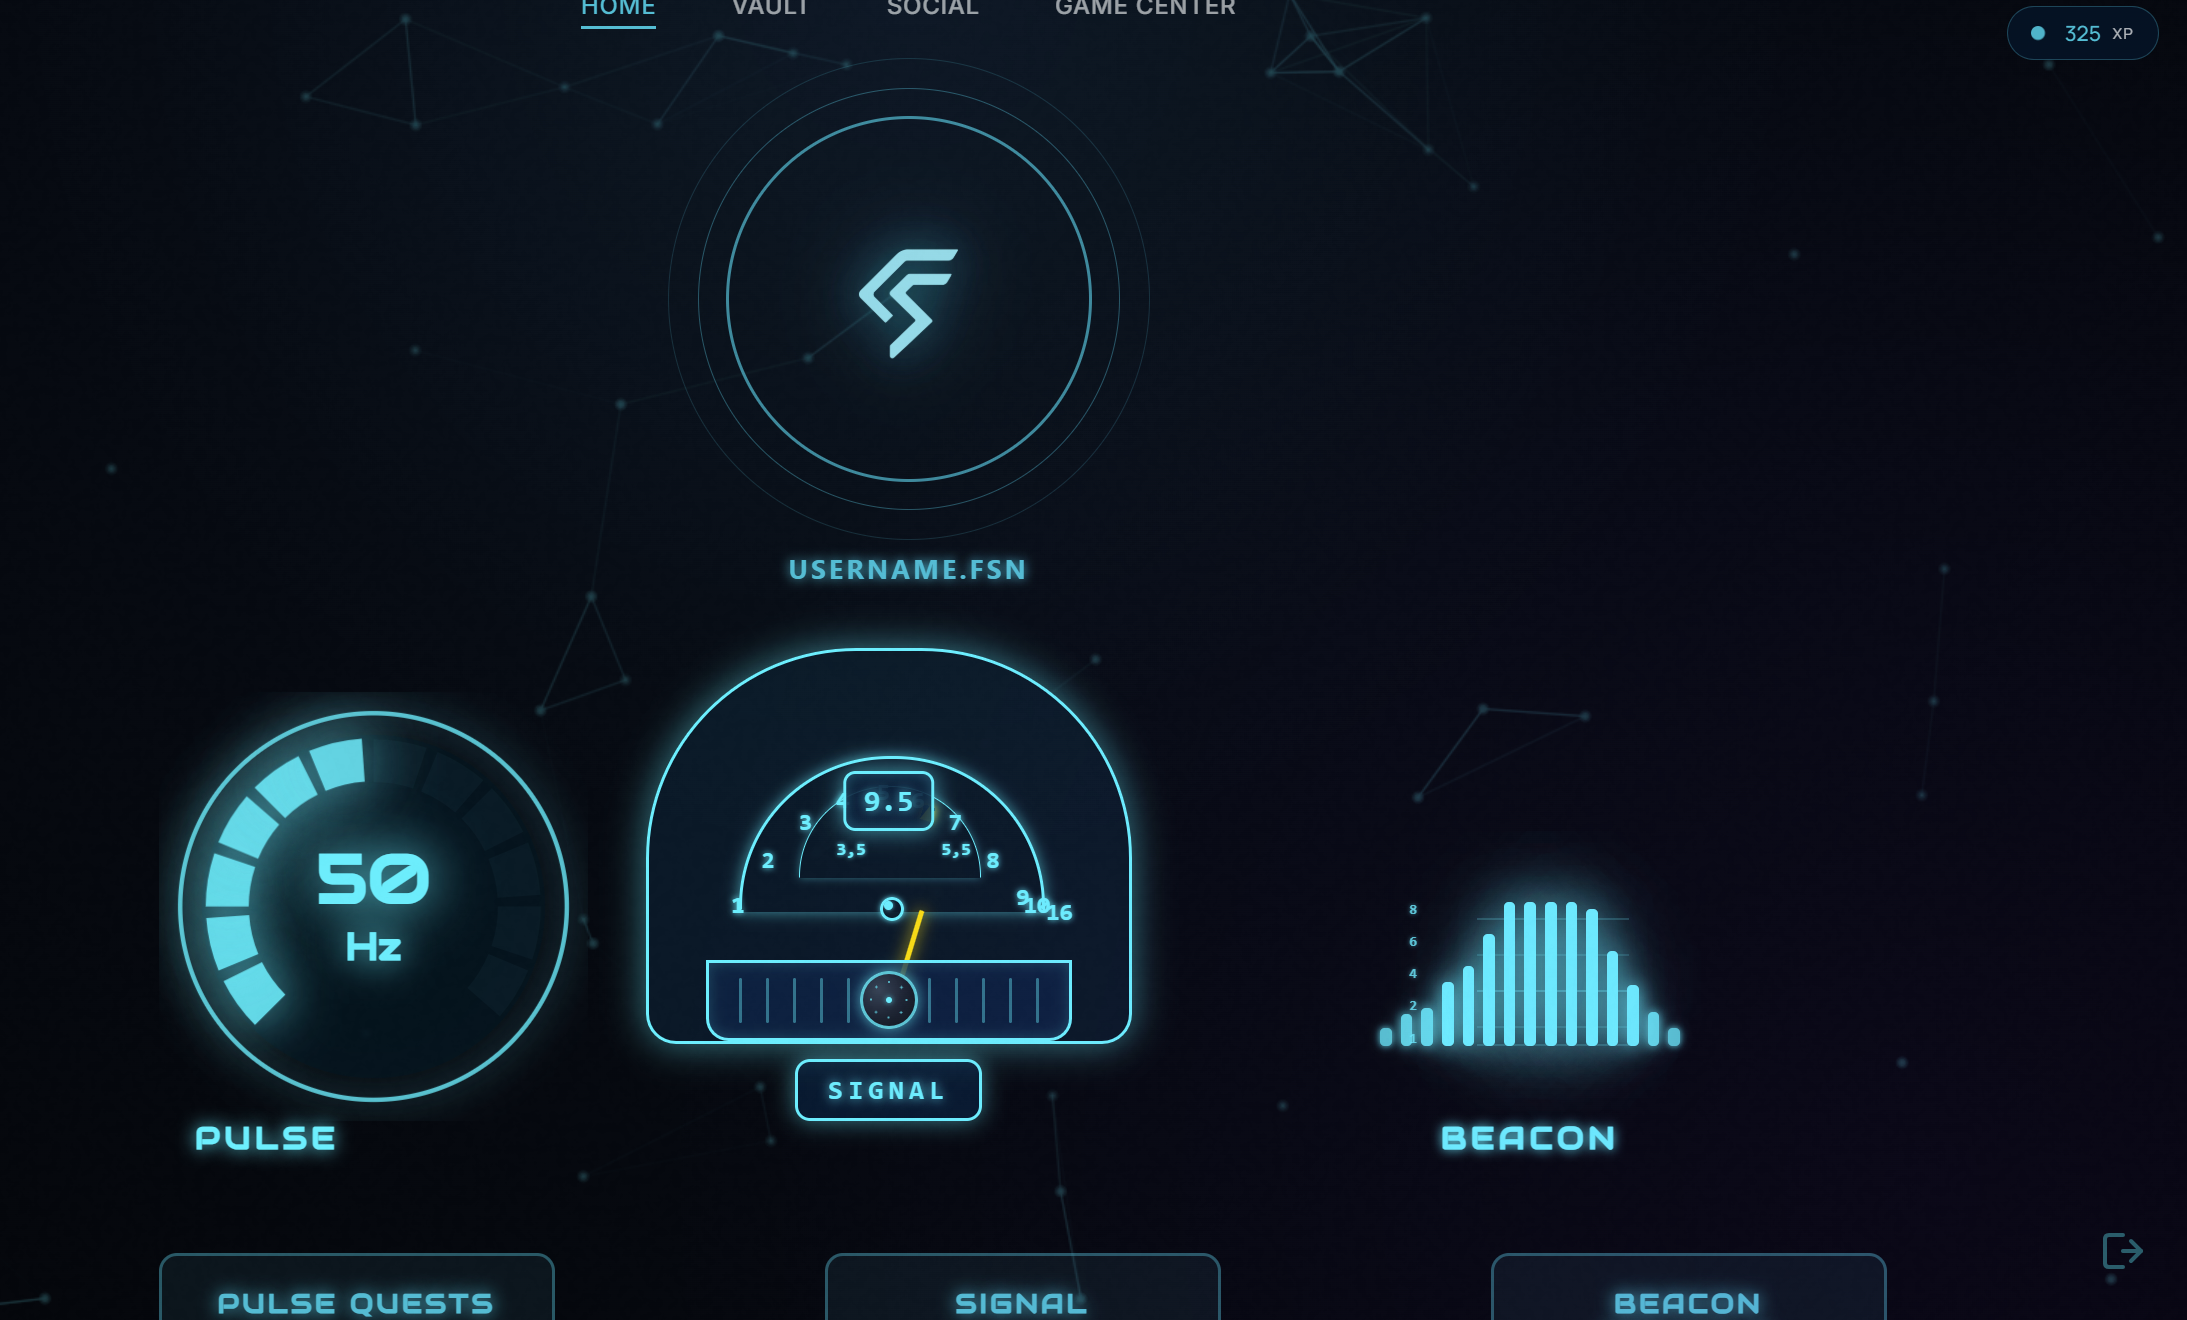 HOME VAULT SOCIAL GAME CENTER
325 XP
USERNAME.FSN
50
Hz
PULSE
9.5
3 7
3,5 5,5
2 8
1 9 10 16
SIGNAL
8
6
4
2
BEACON
PULSE QUESTS SIGNAL BEACON